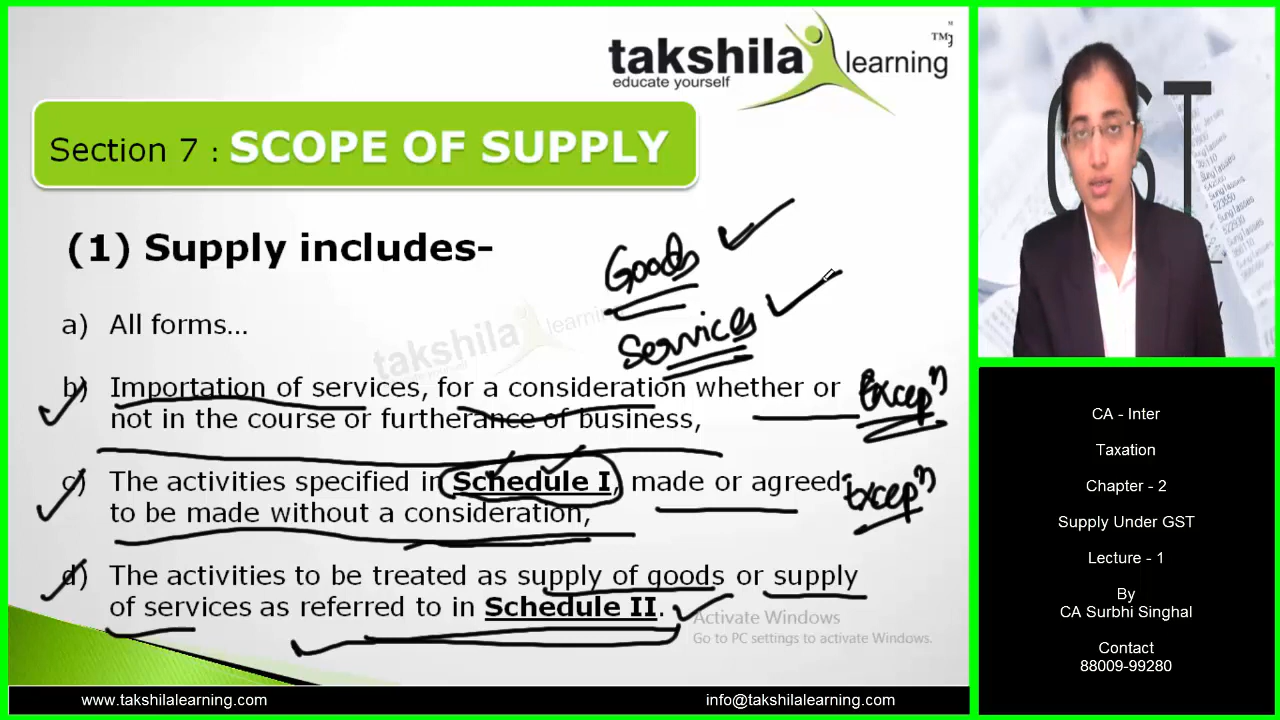 takshila learning TM
educate yourself
Section 7 : SCOPE OF SUPPLY
(1) Supply includes-
Goods
Services
a) All forms...
takshila learning
b) Importation of services, for a consideration whether or
not in the course or furtherance of business,
Excepⁿ)
c) The activities specified in Schedule I, made or agreed
to be made without a consideration,
Excepⁿ)
d) The activities to be treated as supply of goods or supply
of services as referred to in Schedule II.
Activate Windows
Go to PC settings to activate Windows.
www.takshilalearning.com
info@takshilalearning.com
GST
CA - Inter
Taxation
Chapter - 2
Supply Under GST
Lecture - 1
By
CA Surbhi Singhal
Contact
88009-99280